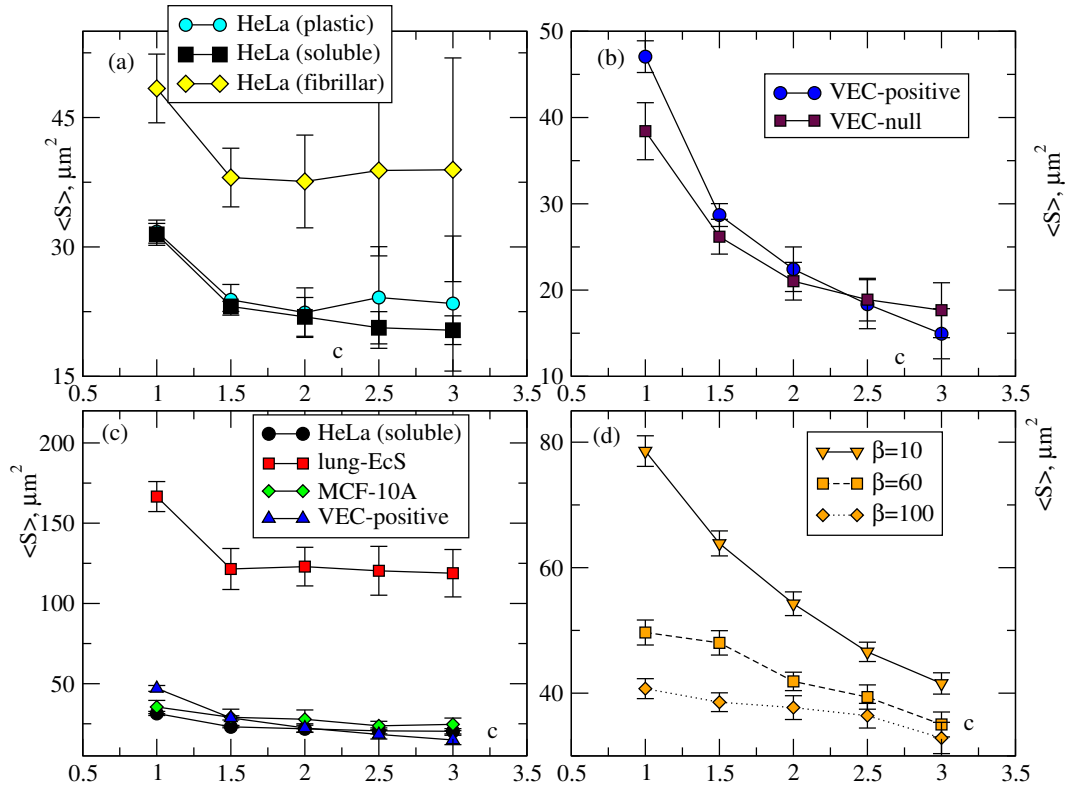 HeLa (plastic)
HeLa (soluble)
HeLa (fibrillar)
(a)
45
30
15
<S>, μm²
c
0.5 1 1.5 2 2.5 3 3.5
(b)
VEC-positive
VEC-null
50
40
30
20
10
<S>, μm²
c
0.5 1 1.5 2 2.5 3 3.5
(c)
HeLa (soluble)
lung-EcS
MCF-10A
VEC-positive
200
150
100
50
<S>, μm²
c
0.5 1 1.5 2 2.5 3 3.5
(d)
β=10
β=60
β=100
80
60
40
<S>, μm²
c
0.5 1 1.5 2 2.5 3 3.5